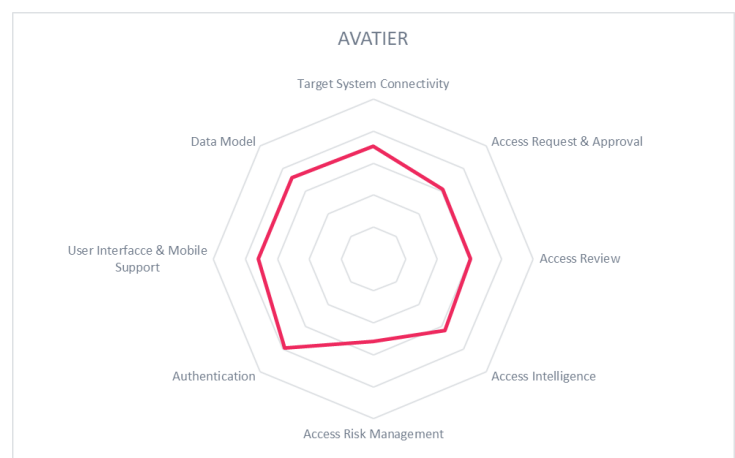 AVATIER
Target System Connectivity
Data Model
Access Request & Approval
User Interfacce & Mobile
Support
Access Review
Authentication
Access Intelligence
Access Risk Management